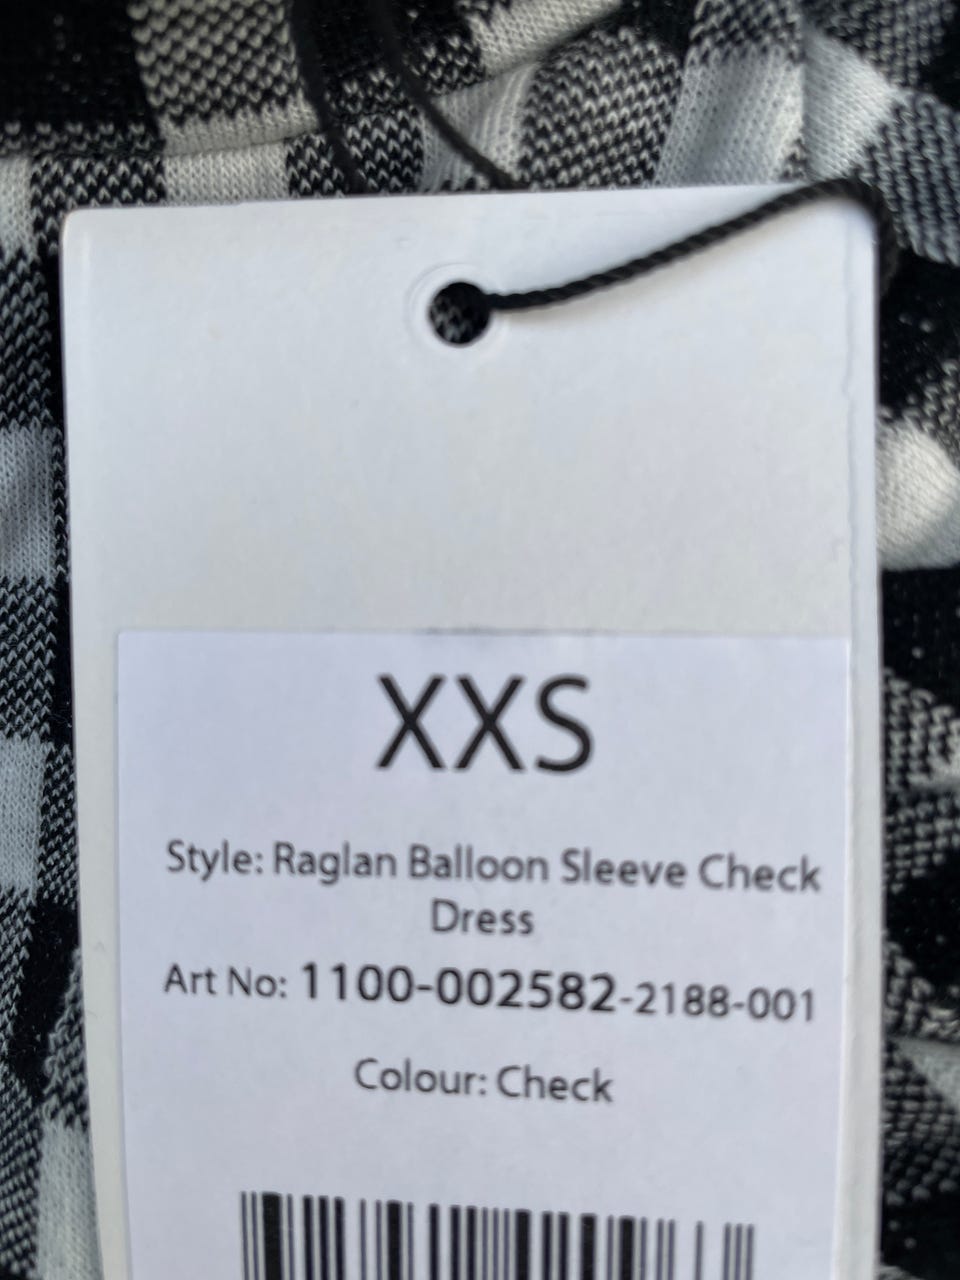 XXS
Style: Raglan Balloon Sleeve Check
Dress
Art No: 1100-002582-2188-001
Colour: Check